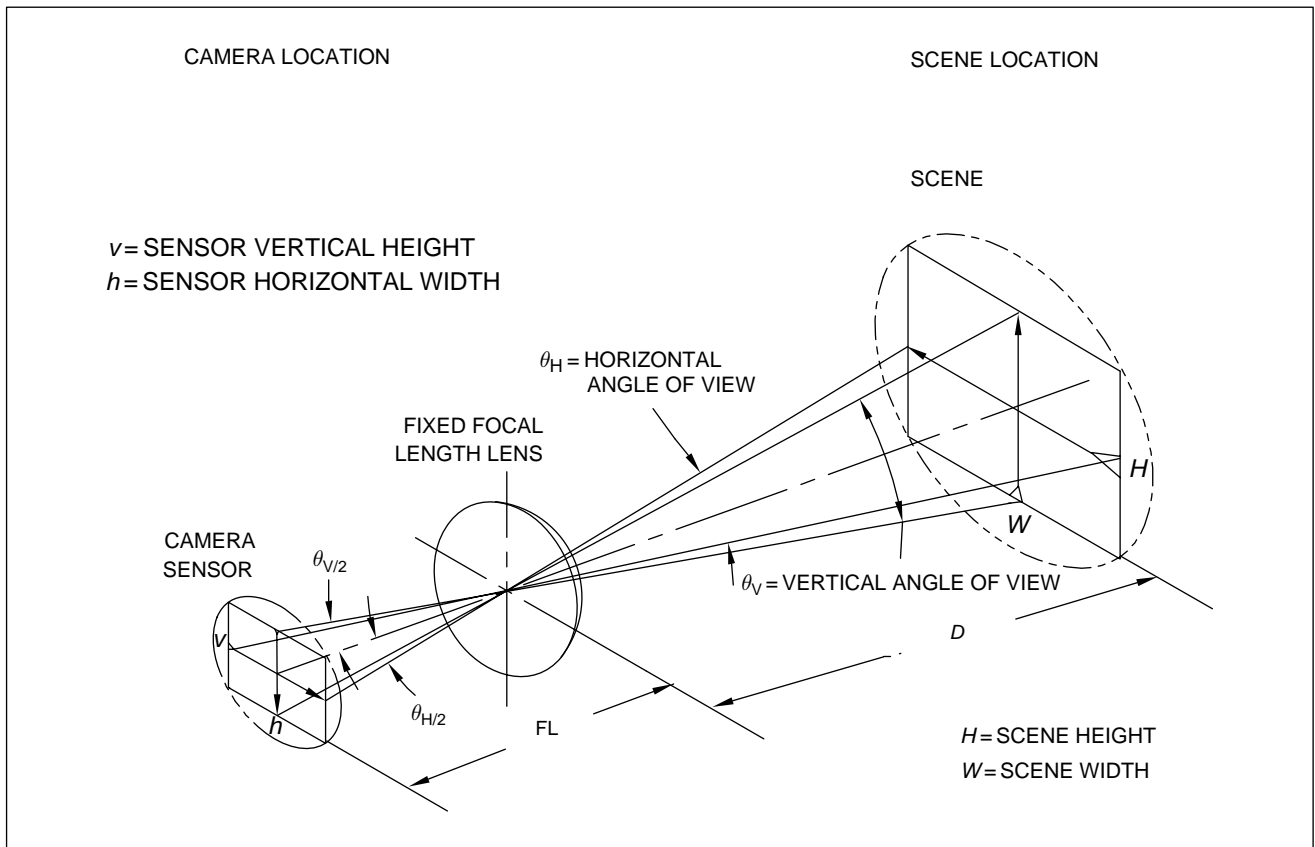 CAMERA LOCATION
SCENE LOCATION
SCENE
v = SENSOR VERTICAL HEIGHT
h = SENSOR HORIZONTAL WIDTH
θH = HORIZONTAL
ANGLE OF VIEW
FIXED FOCAL
LENGTH LENS
H
W
CAMERA
SENSOR
θV/2
θV = VERTICAL ANGLE OF VIEW
D
v
h
θH/2
FL
H = SCENE HEIGHT
W = SCENE WIDTH